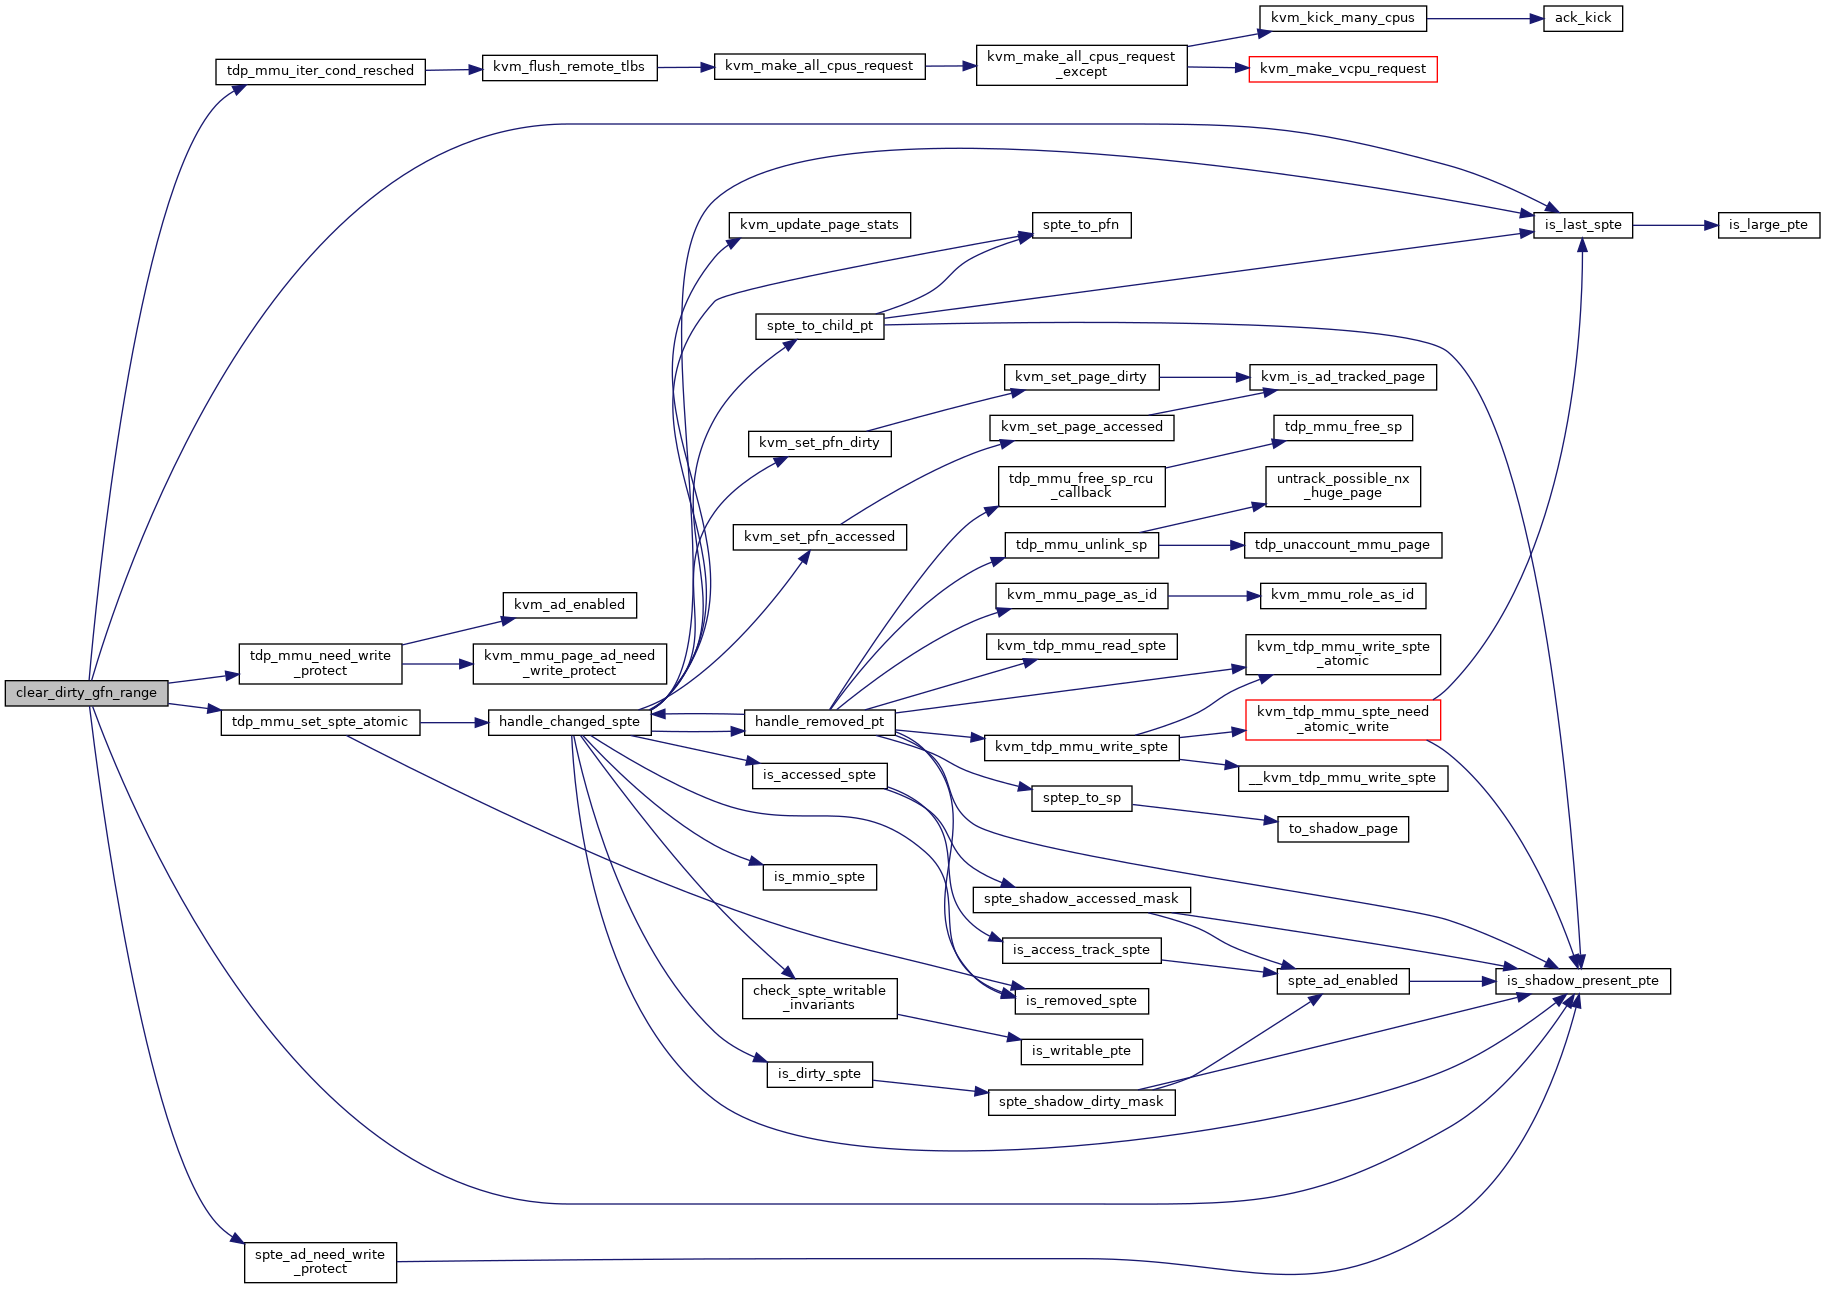 kvm_kick_many_cpus
ack_kick
tdp_mmu_iter_cond_resched
kvm_flush_remote_tlbs
kvm_make_all_cpus_request
kvm_make_all_cpus_request
_except
kvm_make_vcpu_request
kvm_update_page_stats
spte_to_pfn
is_last_spte
is_large_pte
spte_to_child_pt
kvm_set_page_dirty
kvm_is_ad_tracked_page
kvm_set_pfn_dirty
kvm_set_page_accessed
tdp_mmu_free_sp
tdp_mmu_free_sp_rcu
_callback
untrack_possible_nx
_huge_page
kvm_set_pfn_accessed
tdp_mmu_unlink_sp
tdp_unaccount_mmu_page
kvm_ad_enabled
kvm_mmu_page_as_id
kvm_mmu_role_as_id
tdp_mmu_need_write
_protect
kvm_mmu_page_ad_need
_write_protect
kvm_tdp_mmu_read_spte
kvm_tdp_mmu_write_spte
_atomic
clear_dirty_gfn_range
tdp_mmu_set_spte_atomic
handle_changed_spte
handle_removed_pt
kvm_tdp_mmu_spte_need
_atomic_write
kvm_tdp_mmu_write_spte
is_accessed_spte
__kvm_tdp_mmu_write_spte
sptep_to_sp
to_shadow_page
is_mmio_spte
spte_shadow_accessed_mask
is_access_track_spte
check_spte_writable
_invariants
is_removed_spte
spte_ad_enabled
is_shadow_present_pte
is_writable_pte
is_dirty_spte
spte_shadow_dirty_mask
spte_ad_need_write
_protect